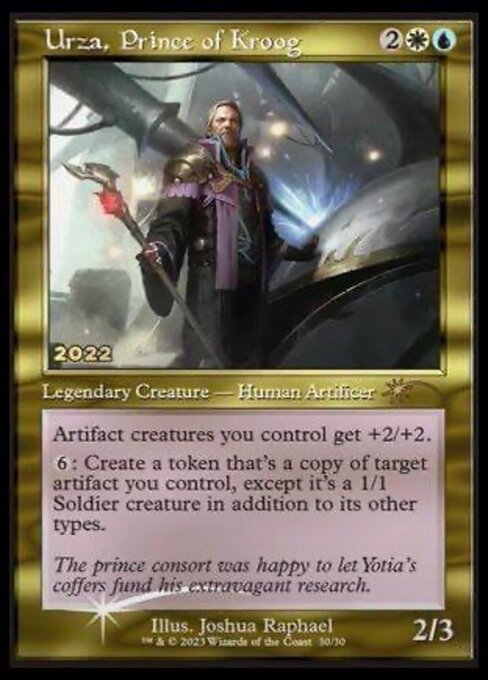 Urza, Prince of Kroog 2
2022
Legendary Creature — Human Artificer
Artifact creatures you control get +2/+2.
6: Create a token that's a copy of target
artifact you control, except it's a 1/1
Soldier creature in addition to its other
types.
The prince consort was happy to let Yotia's
coffers fund his extravagant research.
Illus. Joshua Raphael
™ & © 2023 Wizards of the Coast 30/30
2/3